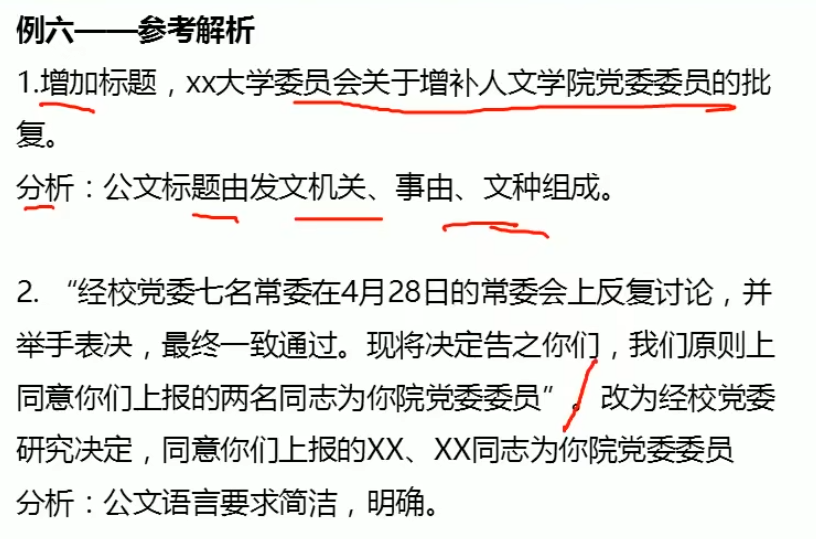 例六——参考解析
1.增加标题，xx大学委员会关于增补人文学院党委委员的批
复。
分析：公文标题由发文机关、事由、文种组成。
2. “经校党委七名常委在4月28日的常委会上反复讨论，并
举手表决，最终一致通过。现将决定告之你们，我们原则上
同意你们上报的两名同志为你院党委委员”。改为经校党委
研究决定，同意你们上报的XX、XX同志为你院党委委员
分析：公文语言要求简洁，明确。